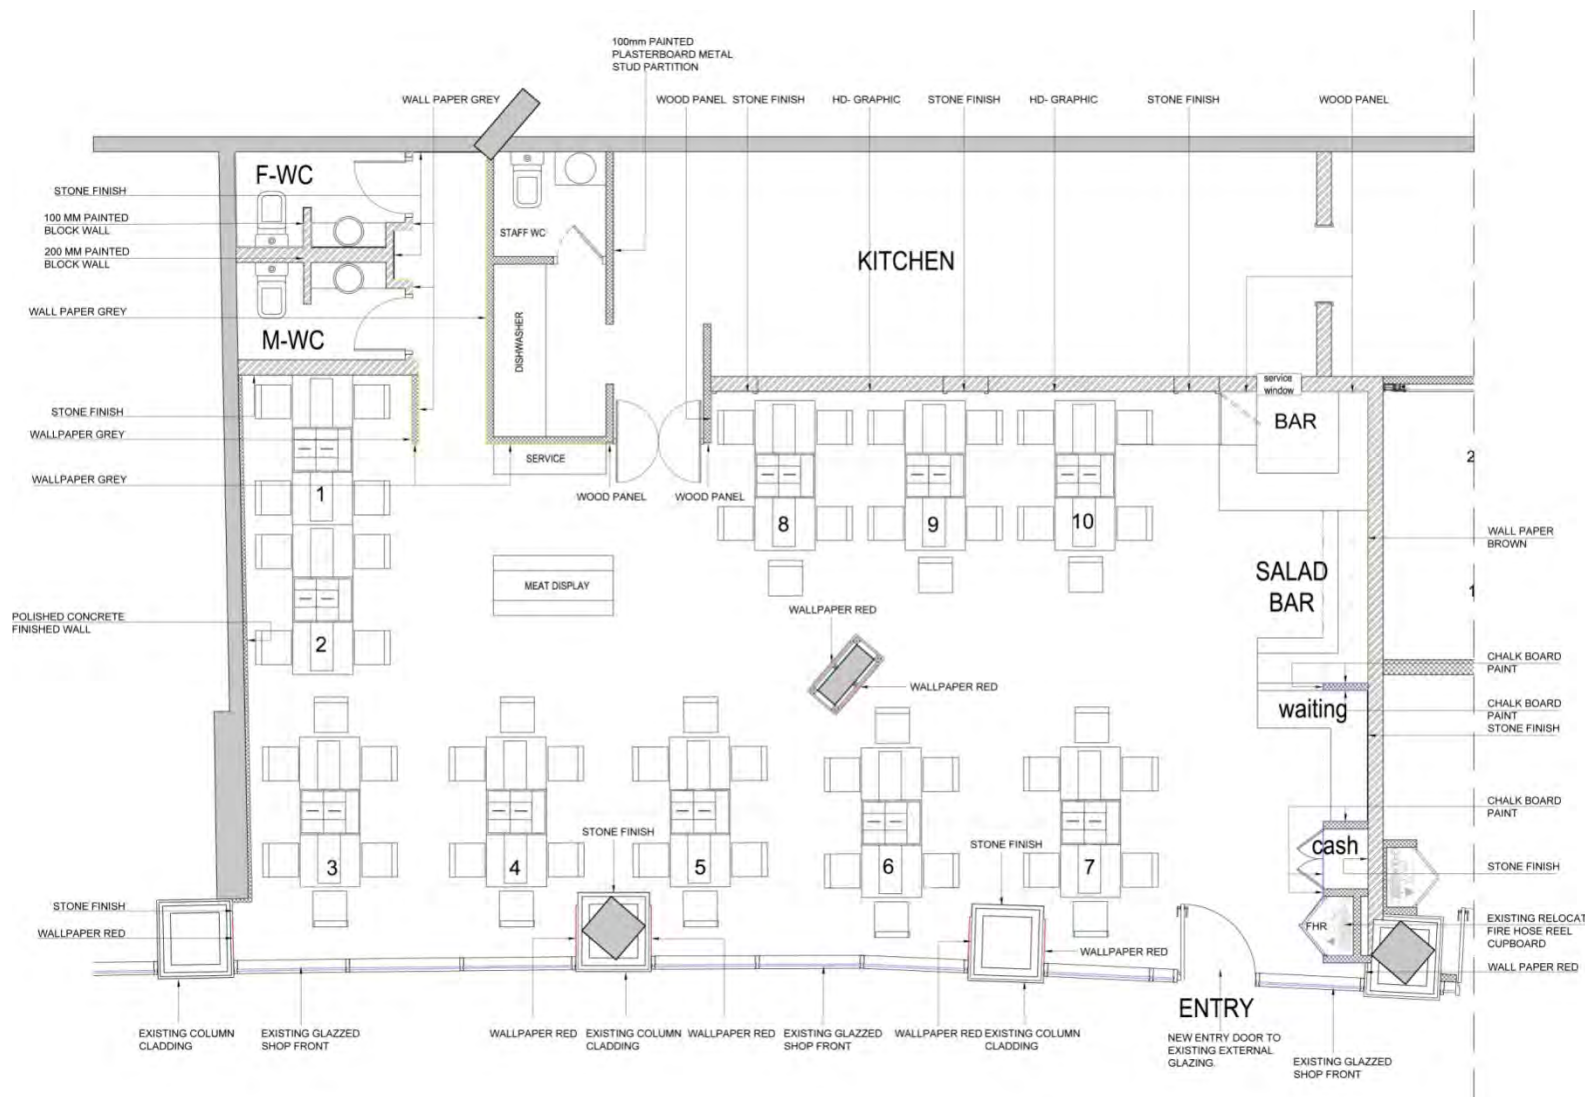 100mm PAINTED
PLASTERBOARD METAL
STUD PARTITION
WALL PAPER GREY
WOOD PANEL
STONE FINISH
HD- GRAPHIC
STONE FINISH
HD- GRAPHIC
STONE FINISH
WOOD PANEL
F-WC
STONE FINISH
100 MM PAINTED
BLOCK WALL
200 MM PAINTED
BLOCK WALL
STAFF WC
KITCHEN
WALL PAPER GREY
M-WC
DISHWASHER
service
window
BAR
STONE FINISH
WALLPAPER GREY
SERVICE
2
WALLPAPER GREY
WOOD PANEL
WOOD PANEL
1
8
9
10
WALL PAPER
BROWN
SALAD
BAR
MEAT DISPLAY
1
WALLPAPER RED
POLISHED CONCRETE
FINISHED WALL
2
CHALK BOARD
PAINT
WALLPAPER RED
waiting
CHALK BOARD
PAINT
STONE FINISH
CHALK BOARD
PAINT
STONE FINISH
STONE FINISH
cash
3
4
5
6
7
STONE FINISH
STONE FINISH
WALLPAPER RED
FHR
EXISTING RELOCAT
FIRE HOSE REEL
CUPBOARD
WALLPAPER RED
WALL PAPER RED
ENTRY
EXISTING COLUMN
CLADDING
EXISTING GLAZZED
SHOP FRONT
WALLPAPER RED
EXISTING COLUMN
CLADDING
WALLPAPER RED
EXISTING GLAZZED
SHOP FRONT
WALLPAPER RED
EXISTING COLUMN
CLADDING
NEW ENTRY DOOR TO
EXISTING EXTERNAL
GLAZING.
EXISTING GLAZZED
SHOP FRONT